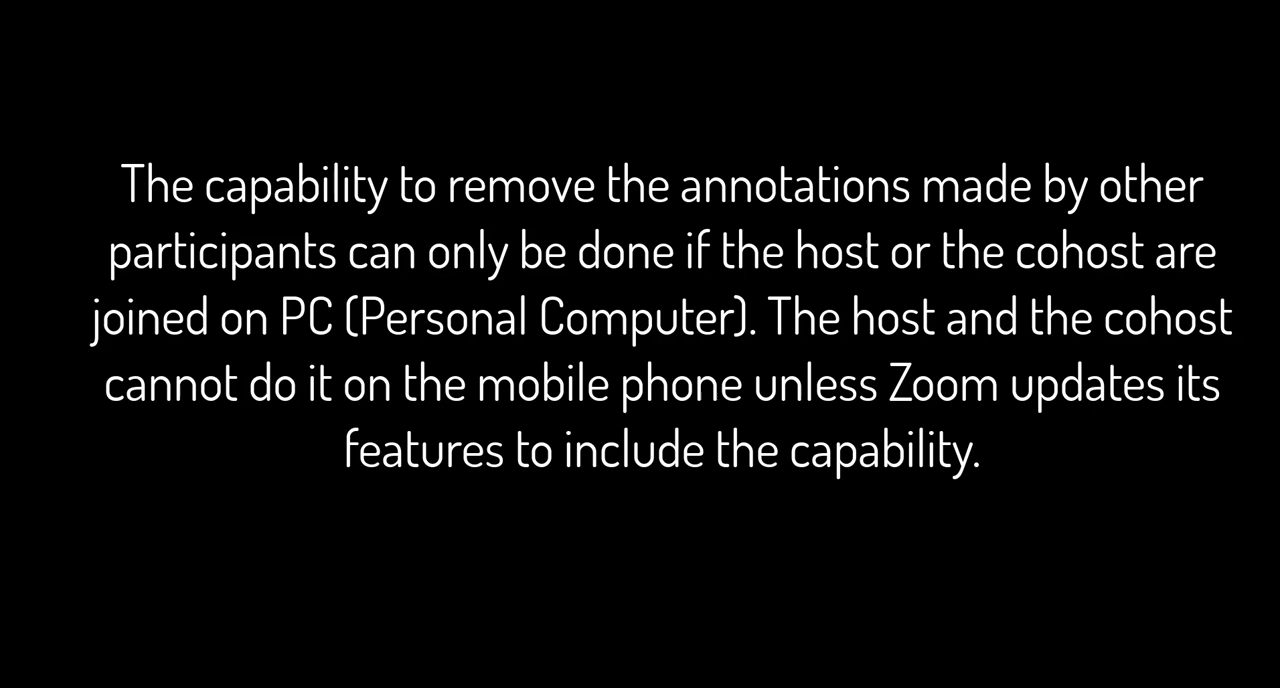 The capability to remove the annotations made by other
participants can only be done if the host or the cohost are
joined on PC (Personal Computer). The host and the cohost
cannot do it on the mobile phone unless Zoom updates its
features to include the capability.